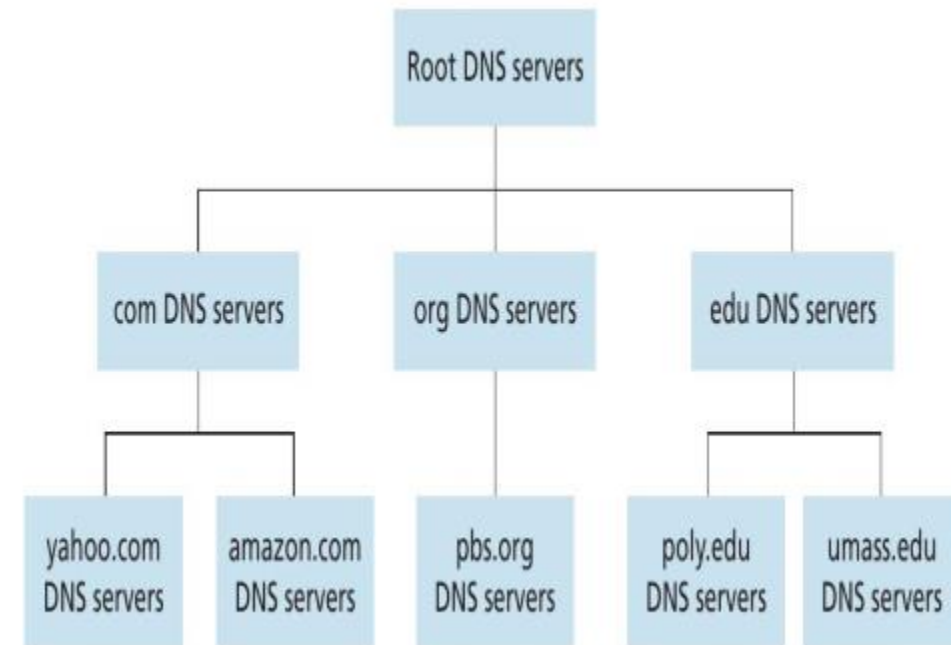 Root DNS servers
com DNS servers
org DNS servers
edu DNS servers
yahoo.com
DNS servers
amazon.com
DNS servers
pbs.org
DNS servers
poly.edu
DNS servers
umass.edu
DNS servers